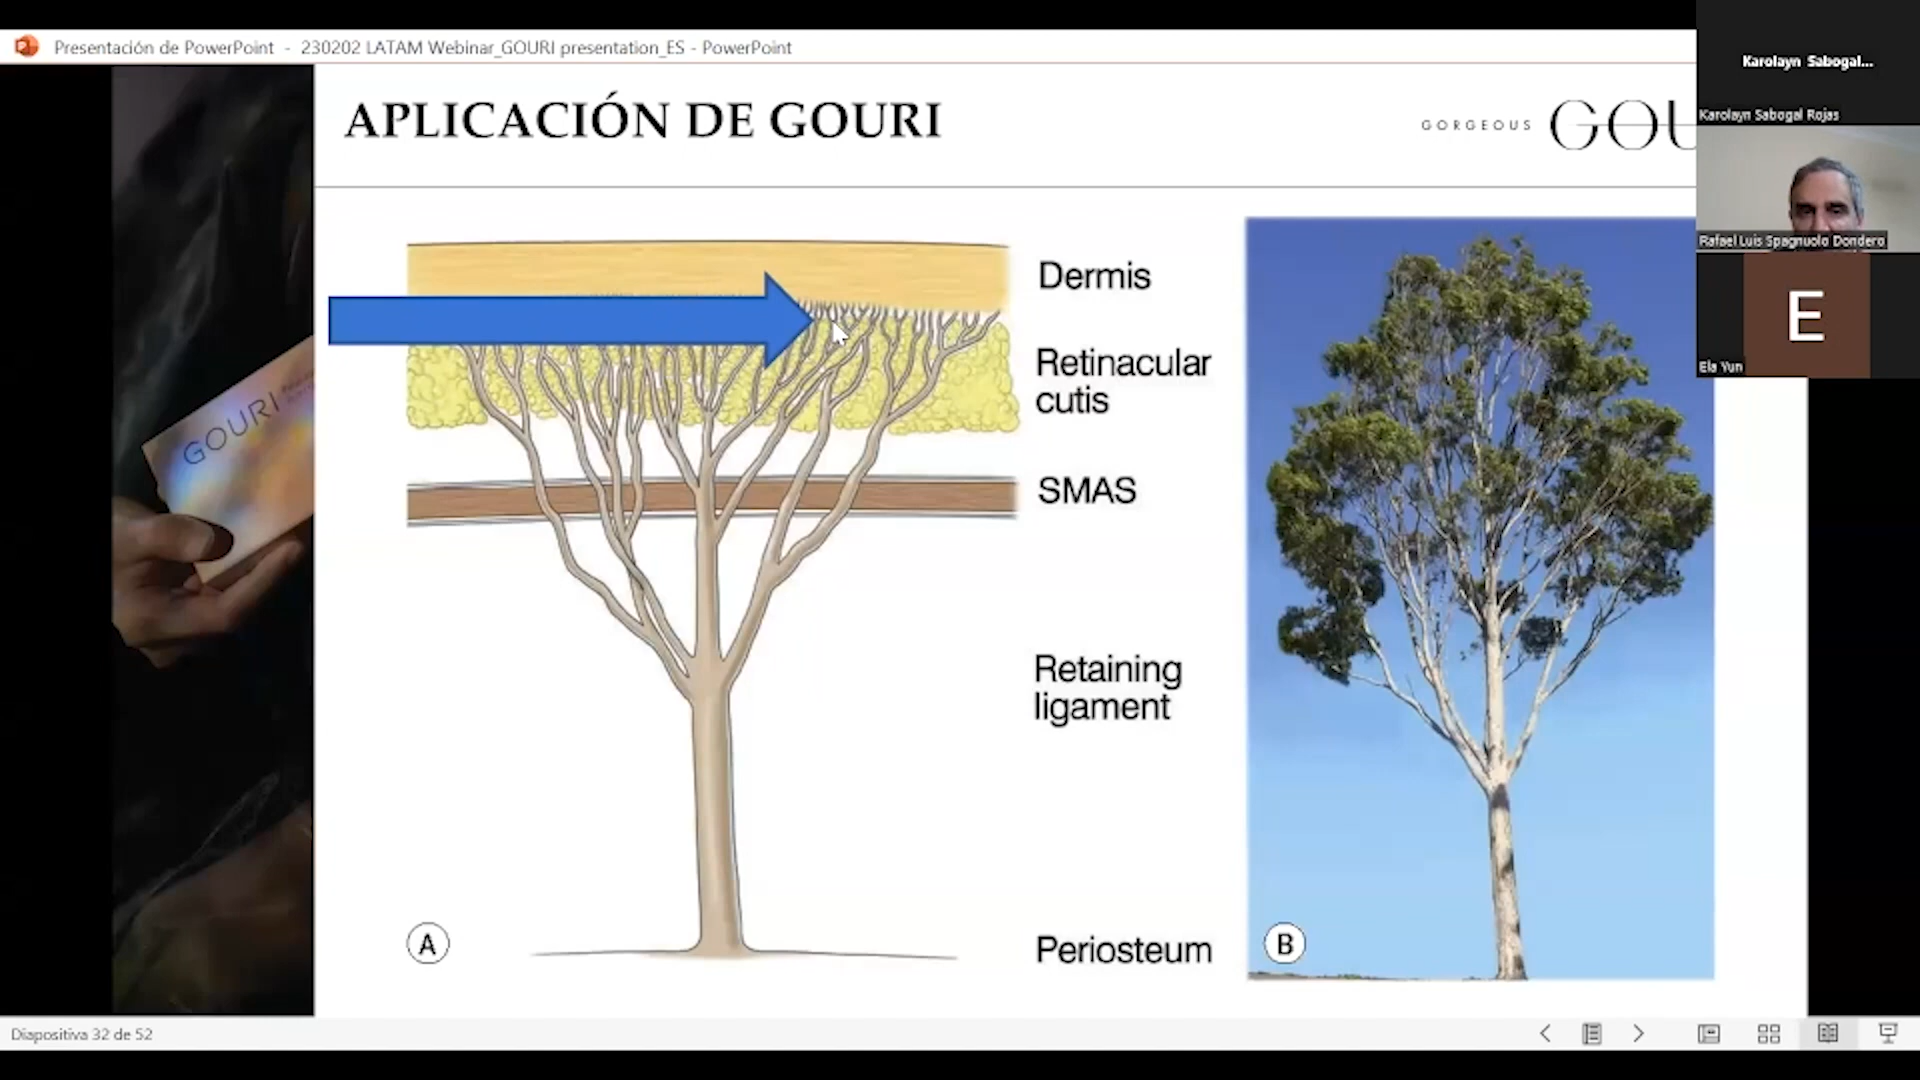 Presentación de PowerPoint - 230202 LATAM Webinar_GOURI presentation_ES - PowerPoint
Karolayn Sabogal...
Karolayn Sabogal Rojas
APLICACIÓN DE GOURI
GORGEOUS GOU
Rafael Luis Spagnuolo Dondero
E
Ela Yun
Dermis
Retinacular
cutis
GOURI
SMAS
Retaining
ligament
A
Periosteum
B
Diapositiva 32 de 52